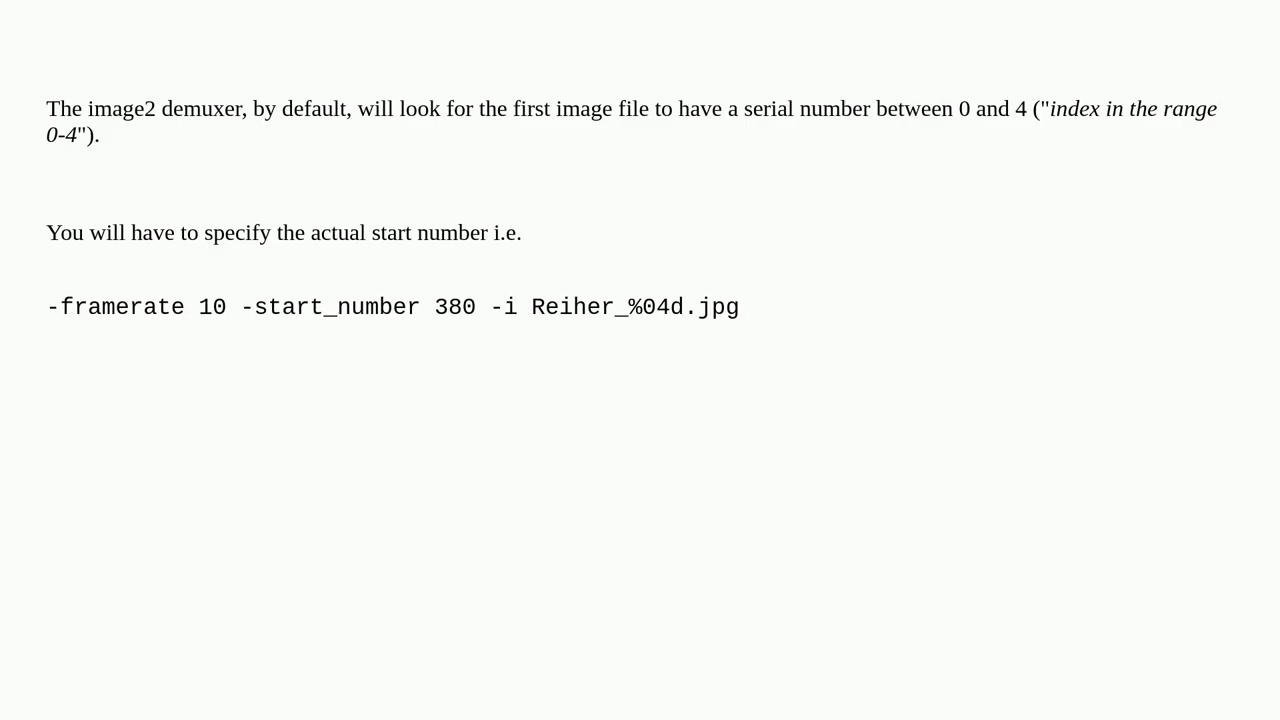 The image2 demuxer, by default, will look for the first image file to have a serial number between 0 and 4 ("index in the range
0-4").
You will have to specify the actual start number i.e.
-framerate 10 -start_number 380 -i Reiher_%04d.jpg